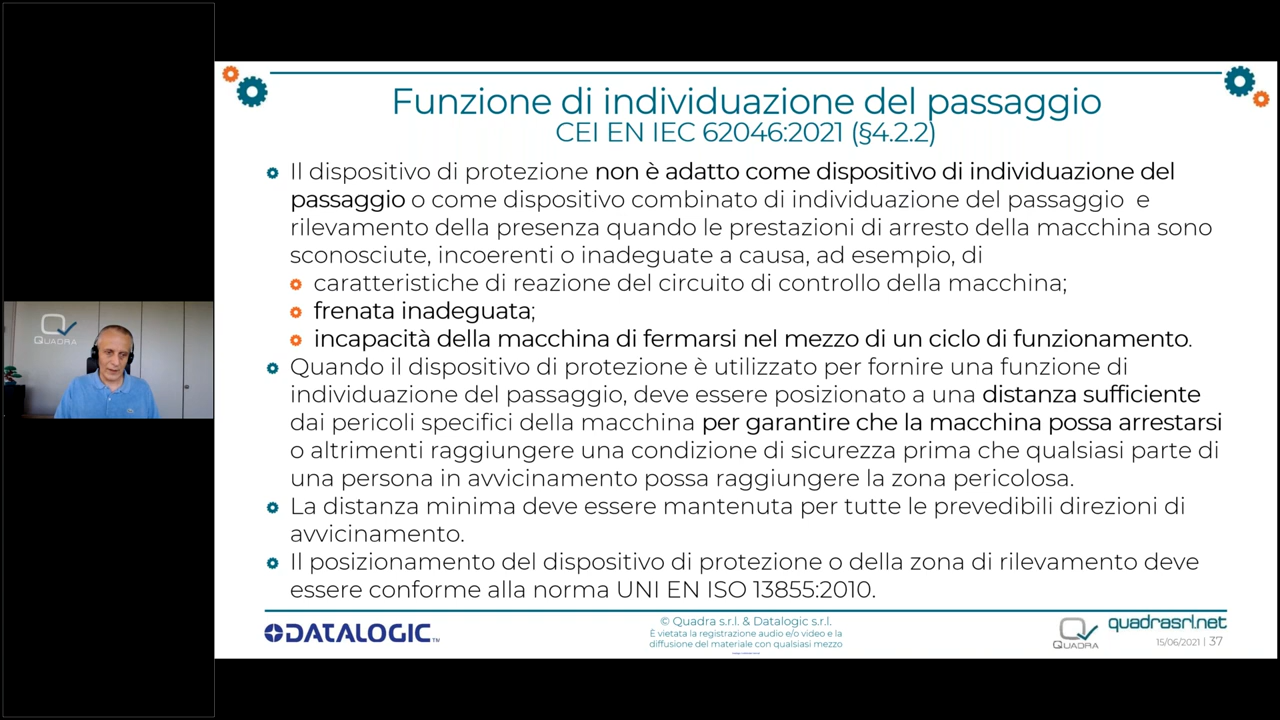 Funzione di individuazione del passaggio
CEI EN IEC 62046:2021 (§4.2.2)
Il dispositivo di protezione non è adatto come dispositivo di individuazione del
passaggio o come dispositivo combinato di individuazione del passaggio e
rilevamento della presenza quando le prestazioni di arresto della macchina sono
sconosciute, incoerenti o inadeguate a causa, ad esempio, di
caratteristiche di reazione del circuito di controllo della macchina;
frenata inadeguata;
incapacità della macchina di fermarsi nel mezzo di un ciclo di funzionamento.
Quando il dispositivo di protezione è utilizzato per fornire una funzione di
individuazione del passaggio, deve essere posizionato a una distanza sufficiente
dai pericoli specifici della macchina per garantire che la macchina possa arrestarsi
o altrimenti raggiungere una condizione di sicurezza prima che qualsiasi parte di
una persona in avvicinamento possa raggiungere la zona pericolosa.
La distanza minima deve essere mantenuta per tutte le prevedibili direzioni di
avvicinamento.
Il posizionamento del dispositivo di protezione o della zona di rilevamento deve
essere conforme alla norma UNI EN ISO 13855:2010.
DATALOGIC™
© Quadra s.r.l. & Datalogic s.r.l.
È vietata la registrazione audio e/o video e la
diffusione del materiale con qualsiasi mezzo
QUADRA
quadrasrl.net
15/06/2021 | 37
QUADRA